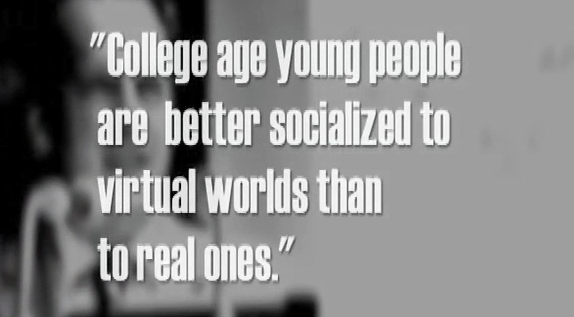 "College age young people
are better socialized to
virtual worlds than
to real ones."